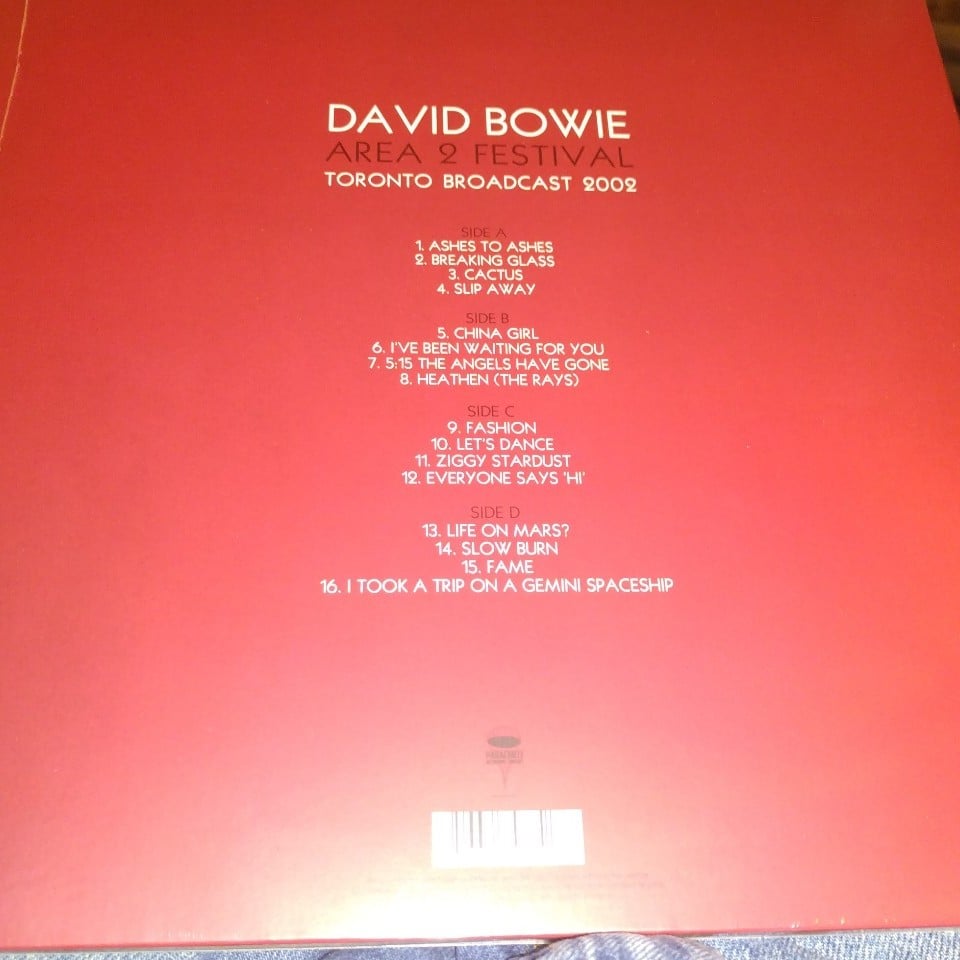 DAVID BOWIE
AREA 2 FESTIVAL
TORONTO BROADCAST 2002
SIDE A
1. ASHES TO ASHES
2. BREAKING GLASS
3. CACTUS
4. SLIP AWAY
SIDE B
5. CHINA GIRL
6. I'VE BEEN WAITING FOR YOU
7. 5:15 THE ANGELS HAVE GONE
8. HEATHEN (THE RAYS)
SIDE C
9. FASHION
10. LET'S DANCE
11. ZIGGY STARDUST
12. EVERYONE SAYS 'HI'
SIDE D
13. LIFE ON MARS?
14. SLOW BURN
15. FAME
16. I TOOK A TRIP ON A GEMINI SPACESHIP
PARACHUTE